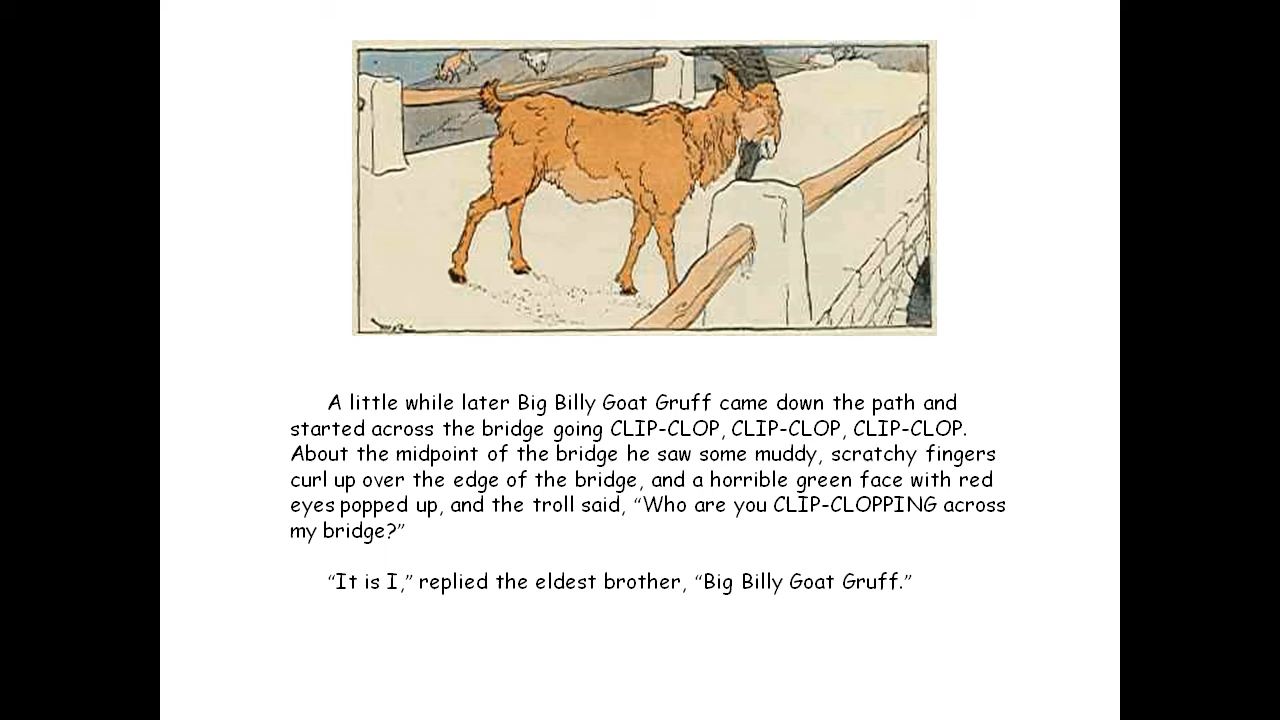 A little while later Big Billy Goat Gruff came down the path and
started across the bridge going CLIP-CLOP, CLIP-CLOP, CLIP-CLOP.
About the midpoint of the bridge he saw some muddy, scratchy fingers
curl up over the edge of the bridge, and a horrible green face with red
eyes popped up, and the troll said, “Who are you CLIP-CLOPPING across
my bridge?”
“It is I,” replied the eldest brother, “Big Billy Goat Gruff.”